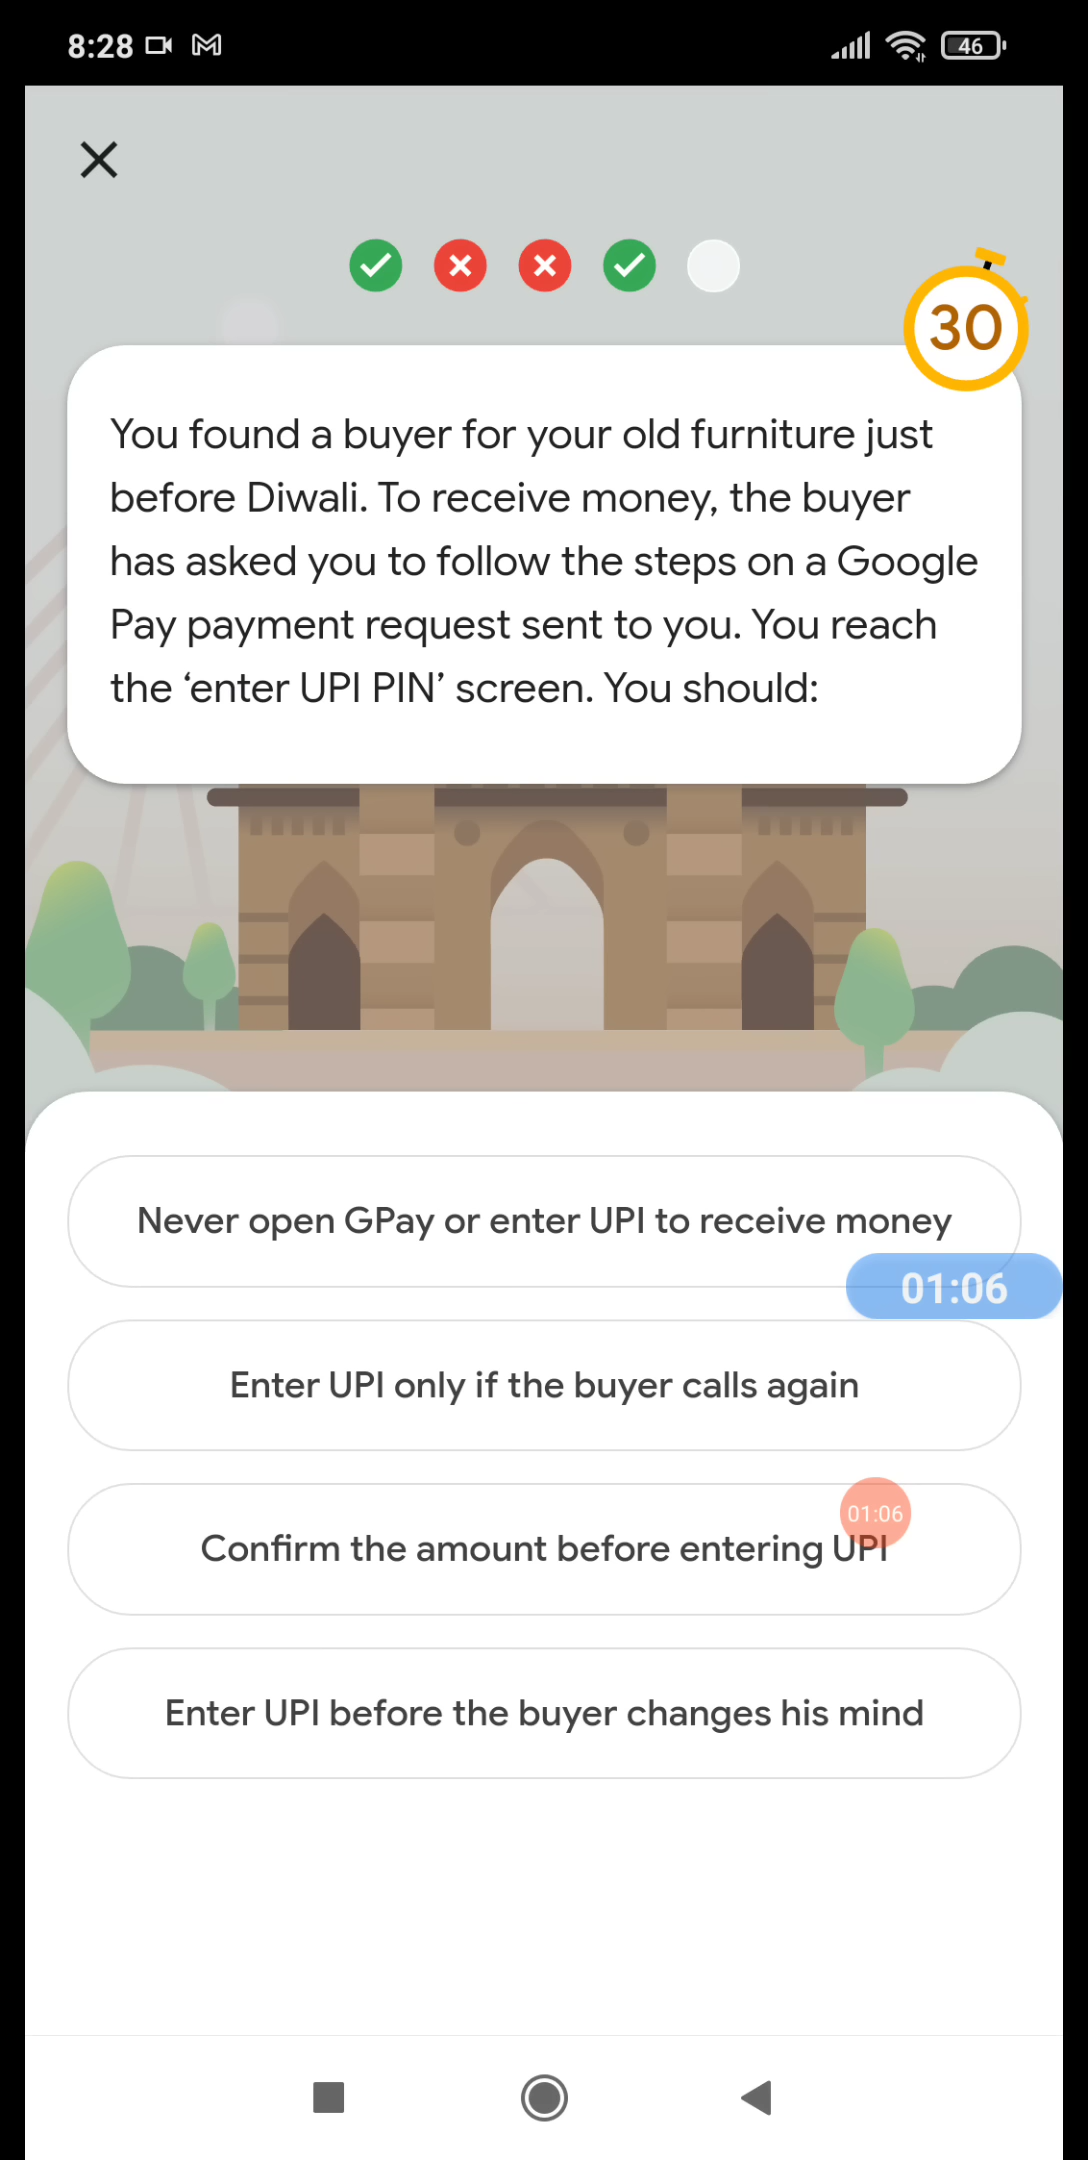 8:28
46
30
You found a buyer for your old furniture just
before Diwali. To receive money, the buyer
has asked you to follow the steps on a Google
Pay payment request sent to you. You reach
the ‘enter UPI PIN’ screen. You should:
Never open GPay or enter UPI to receive money
01:06
Enter UPI only if the buyer calls again
01:06
Confirm the amount before entering UPI
Enter UPI before the buyer changes his mind